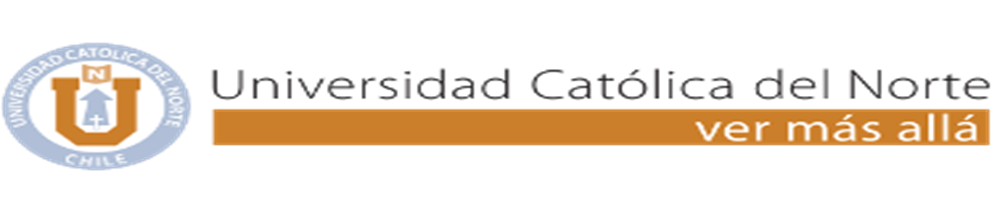 UNIVERSIDAD CATOLICA DEL NORTE
N
CHILE
Universidad Católica del Norte
ver más allá